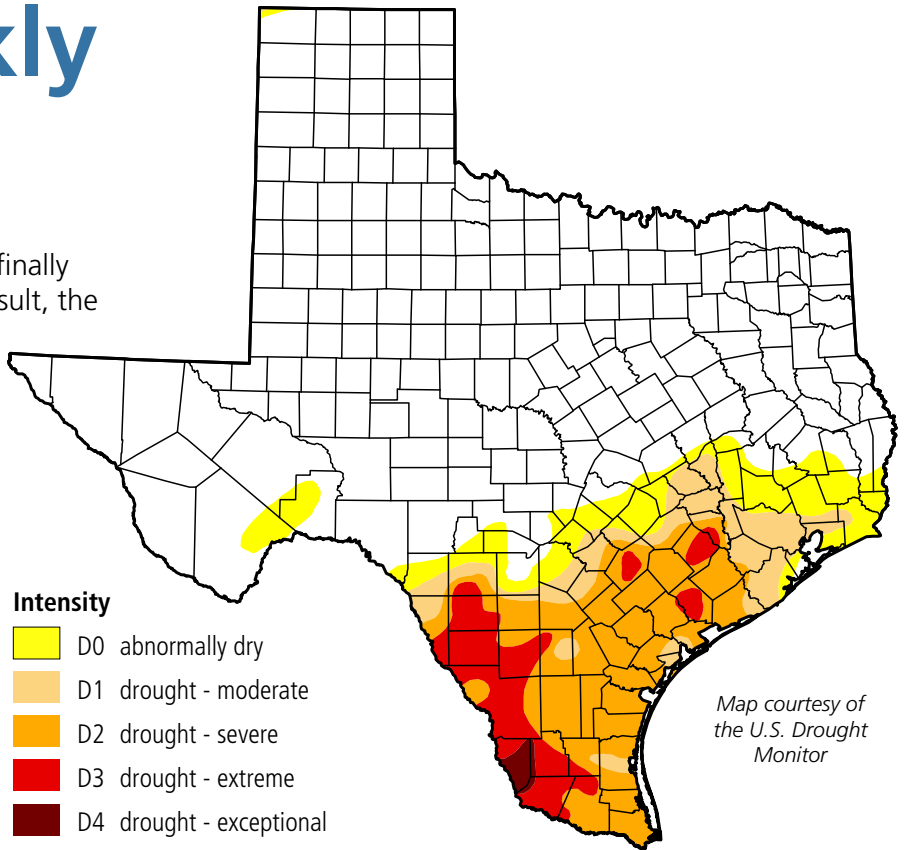 kly
finally
sult, the
Intensity
D0 abnormally dry
D1 drought - moderate
D2 drought - severe
D3 drought - extreme
D4 drought - exceptional
Map courtesy of
the U.S. Drought
Monitor